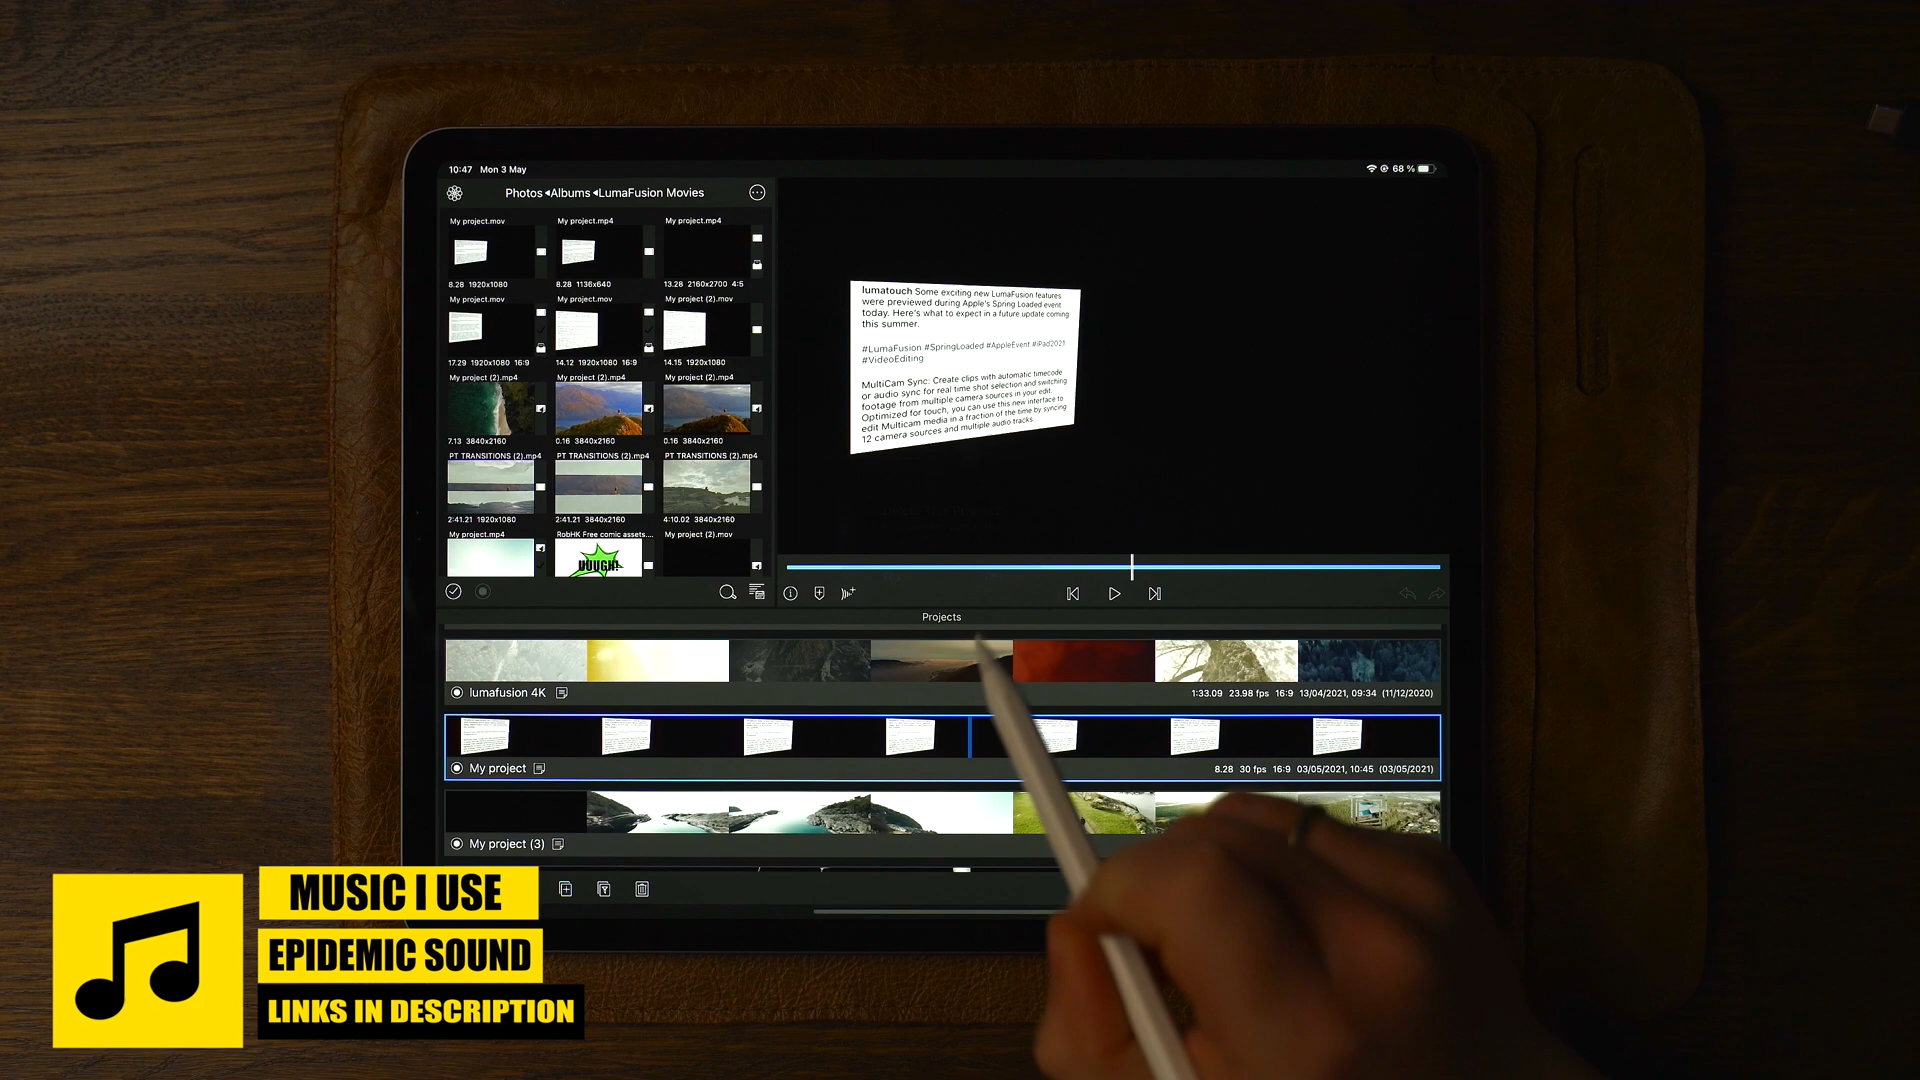 10:47 Mon 3 May
68 %
Photos ◂Albums ◂LumaFusion Movies
My project.mov
My project.mp4
My project.mp4
8.28 1920x1080
8.28 1136x640
13.28 2160x2700 4:5
My project.mov
My project (2).mov
My project (2).mov
17.29 1920x1080 16:9
14.12 1920x1080 16:9
14.15 1920x1080
My project (2).mp4
My project (2).mp4
My project (2).mp4
7.13 3840x2160
0.16 3840x2160
0.16 3840x2160
PT TRANSITIONS (2).mp4
PT TRANSITIONS (2).mp4
PT TRANSITIONS (2).mp4
2:41.21 1920x1080
2:41.21 3840x2160
4:10.02 3840x2160
My project.mp4
RobHK Free comic assets....
My project (2).mov
UUUGH!
lumatouch Some exciting new LumaFusion features
were previewed during Apple's Spring Loaded event
today. Here's what to expect in a future update coming
this summer.
#LumaFusion #SpringLoaded #AppleEvent #iPad2021
#VideoEditing
MultiCam Sync: Create clips with automatic timecode
or audio sync for real time shot selection and switching
footage from multiple camera sources in your edit
Optimized for touch, you can use this new interface to
edit Multicam media in a fraction of the time by syncing
12 camera sources and multiple audio tracks.
Projects
lumafusion 4K
1:33.09 23.98 fps 16:9 13/04/2021, 09:34 (11/12/2020)
My project
8.28 30 fps 16:9 03/05/2021, 10:45 (03/05/2021)
My project (3)
MUSIC I USE
EPIDEMIC SOUND
LINKS IN DESCRIPTION